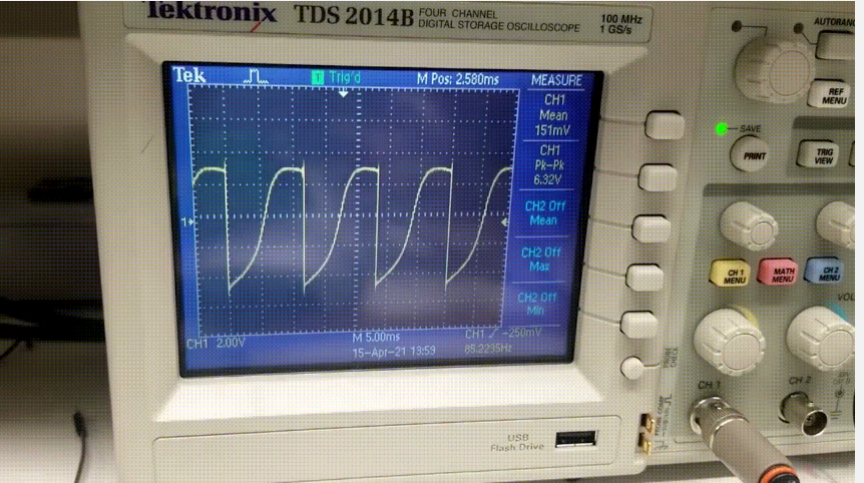 Tektronix TDS 2014B FOUR CHANNEL
DIGITAL STORAGE OSCILLOSCOPE
100 MHz
1 GS/s
Tek T Trig'd M Pos: 2.580ms MEASURE
CH1
Mean
151mV
CH1
Pk-Pk
6.32V
CH2 Off
Mean
CH2 Off
Max
CH2 Off
Min
1
CH1 2.00V M 5.00ms CH1 -250mV
15-Apr-21 13:59
USB
Flash Drive
REF
MENU
SAVE
PRINT
TRIG
VIEW
CH 1
MENU
MATH
MENU
CH 2
MENU
PROBE
CHECK
CH 1
CH 2